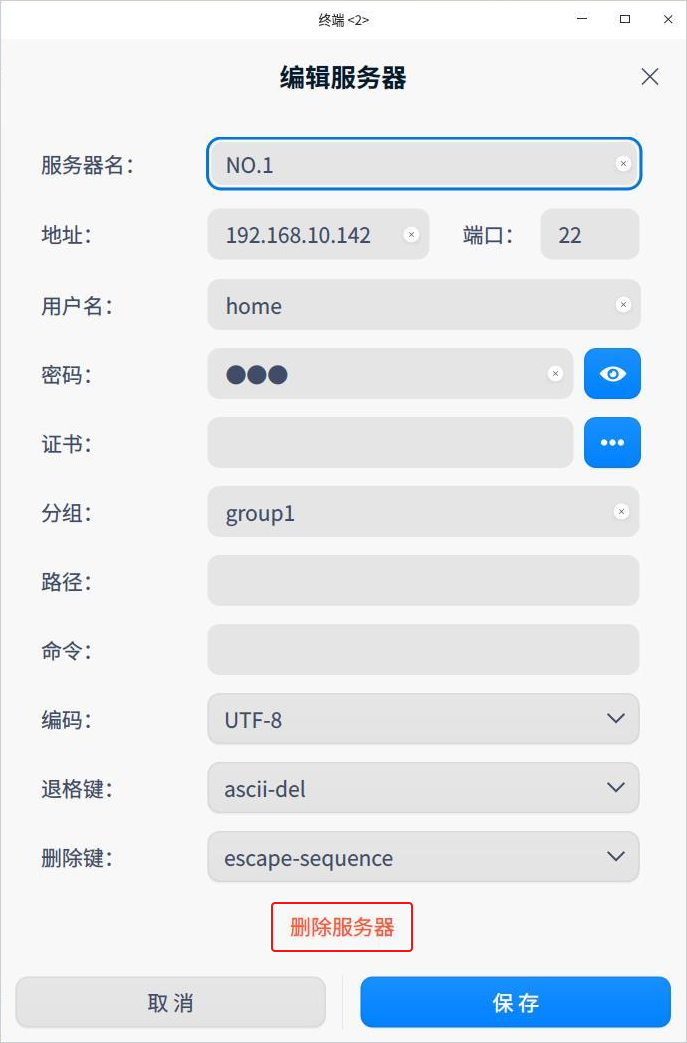 终端 <2>
编辑服务器
服务器名： NO.1
地址： 192.168.10.142 端口： 22
用户名： home
密码： ●●●
证书：
分组： group1
路径：
命令：
编码： UTF-8
退格键： ascii-del
删除键： escape-sequence
删除服务器
取消 保存